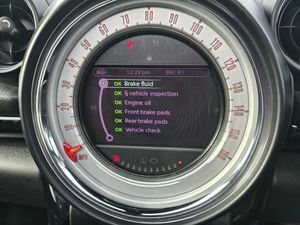 12:29 pm BBC R1
OK Brake fluid
OK § vehicle inspection
OK Engine oil
OK Front brake pads
OK Rear brake pads
OK Vehicle check
MPH